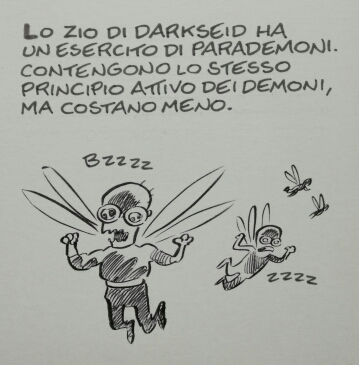 LO ZIO DI DARKSEID HA
UN ESERCITO DI PARADEMONI.
CONTENGONO LO STESSO
PRINCIPIO ATTIVO DEI DEMONI,
MA COSTANO MENO.
BZZZZ
ZZZZ